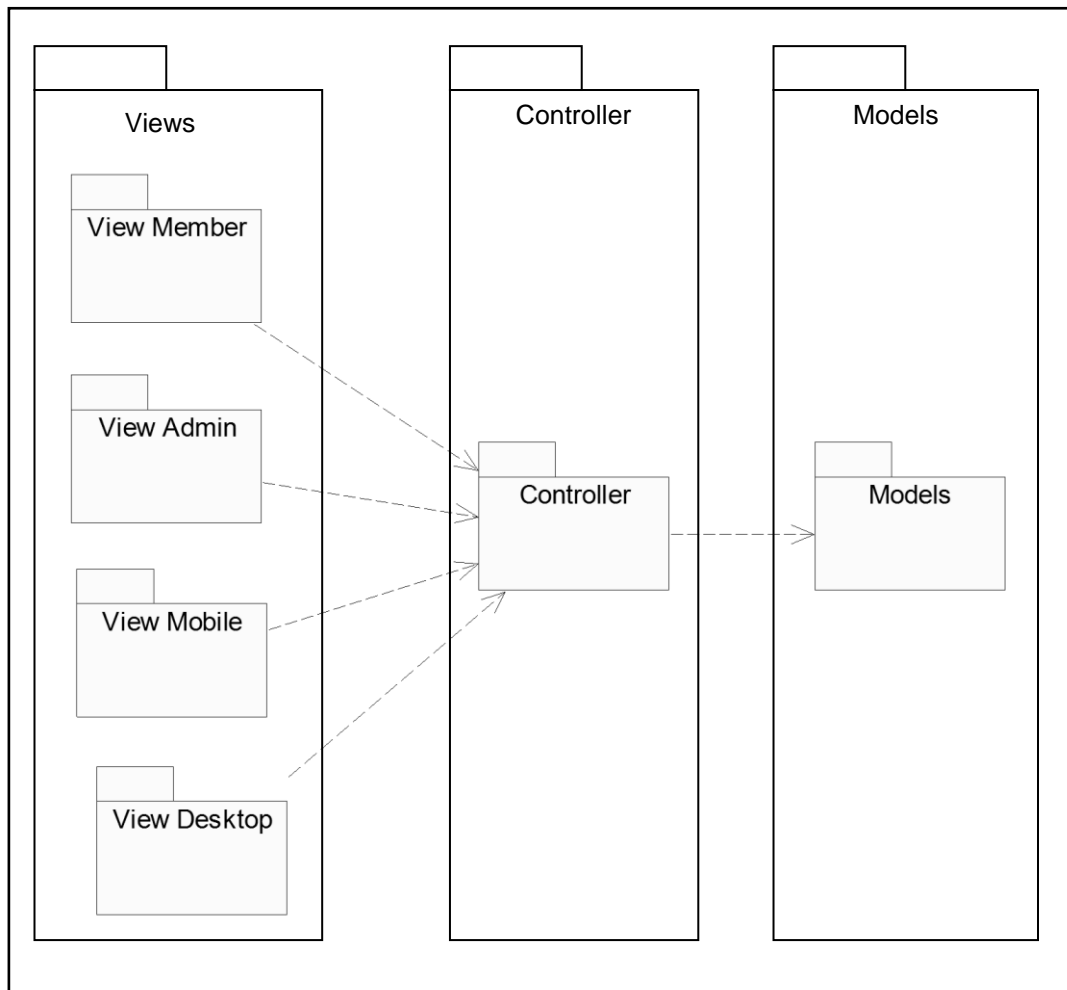 Views
Controller
Models
View Member
View Admin
Controller
Models
View Mobile
View Desktop